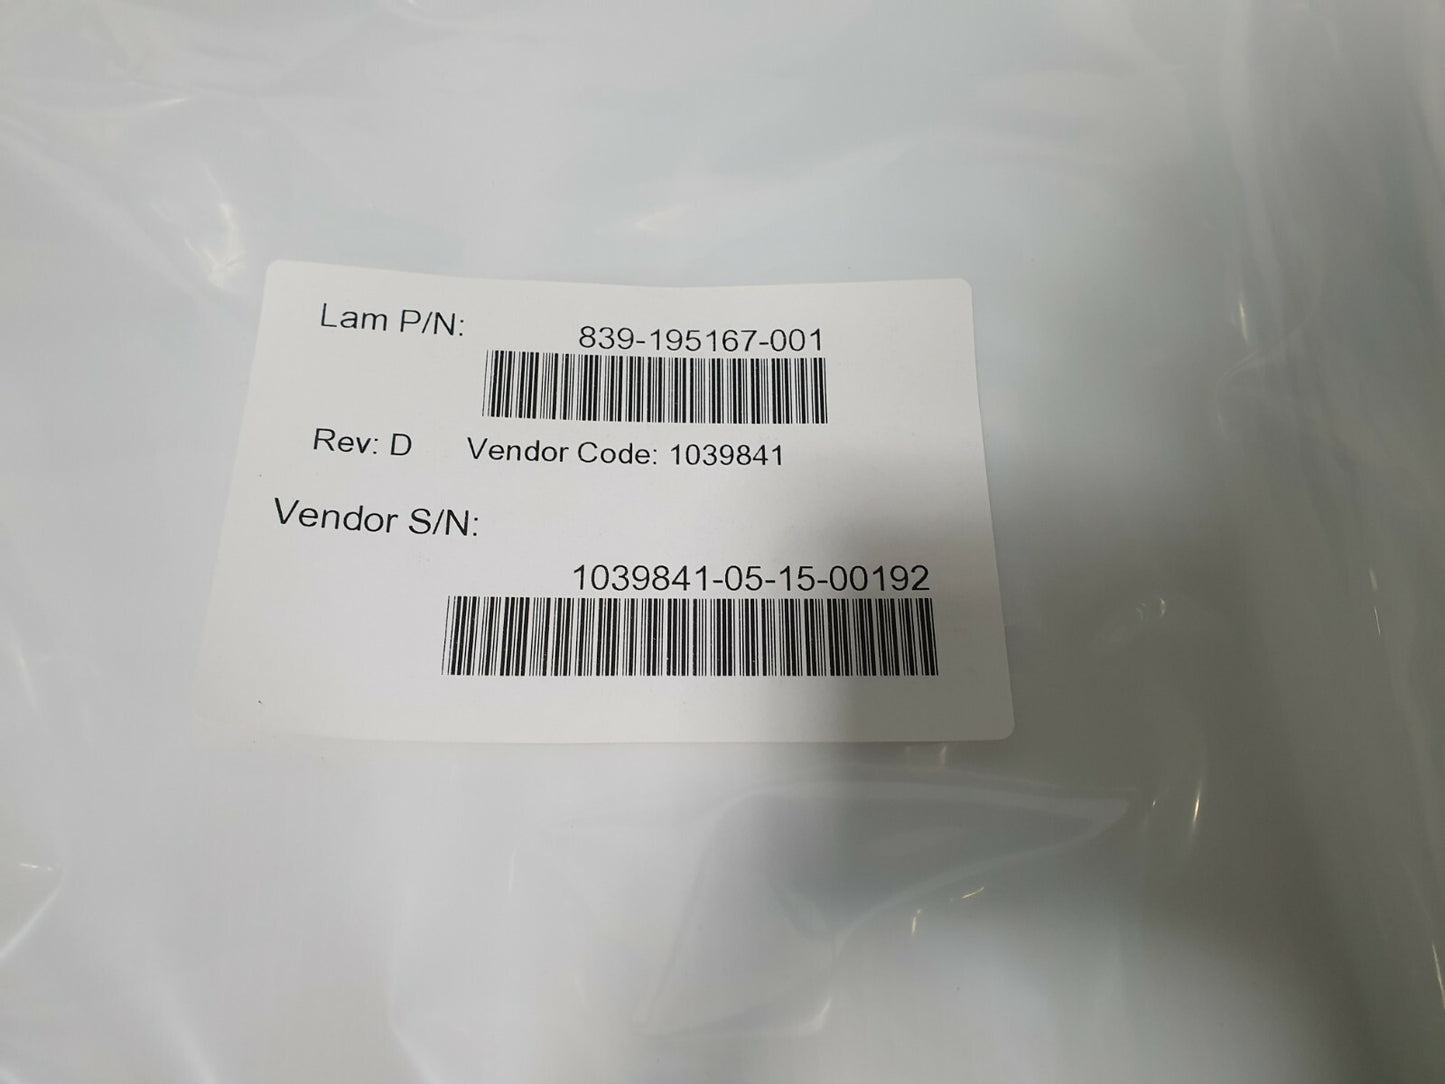 Lam P/N:
839-195167-001
Rev: D Vendor Code: 1039841
Vendor S/N:
1039841-05-15-00192